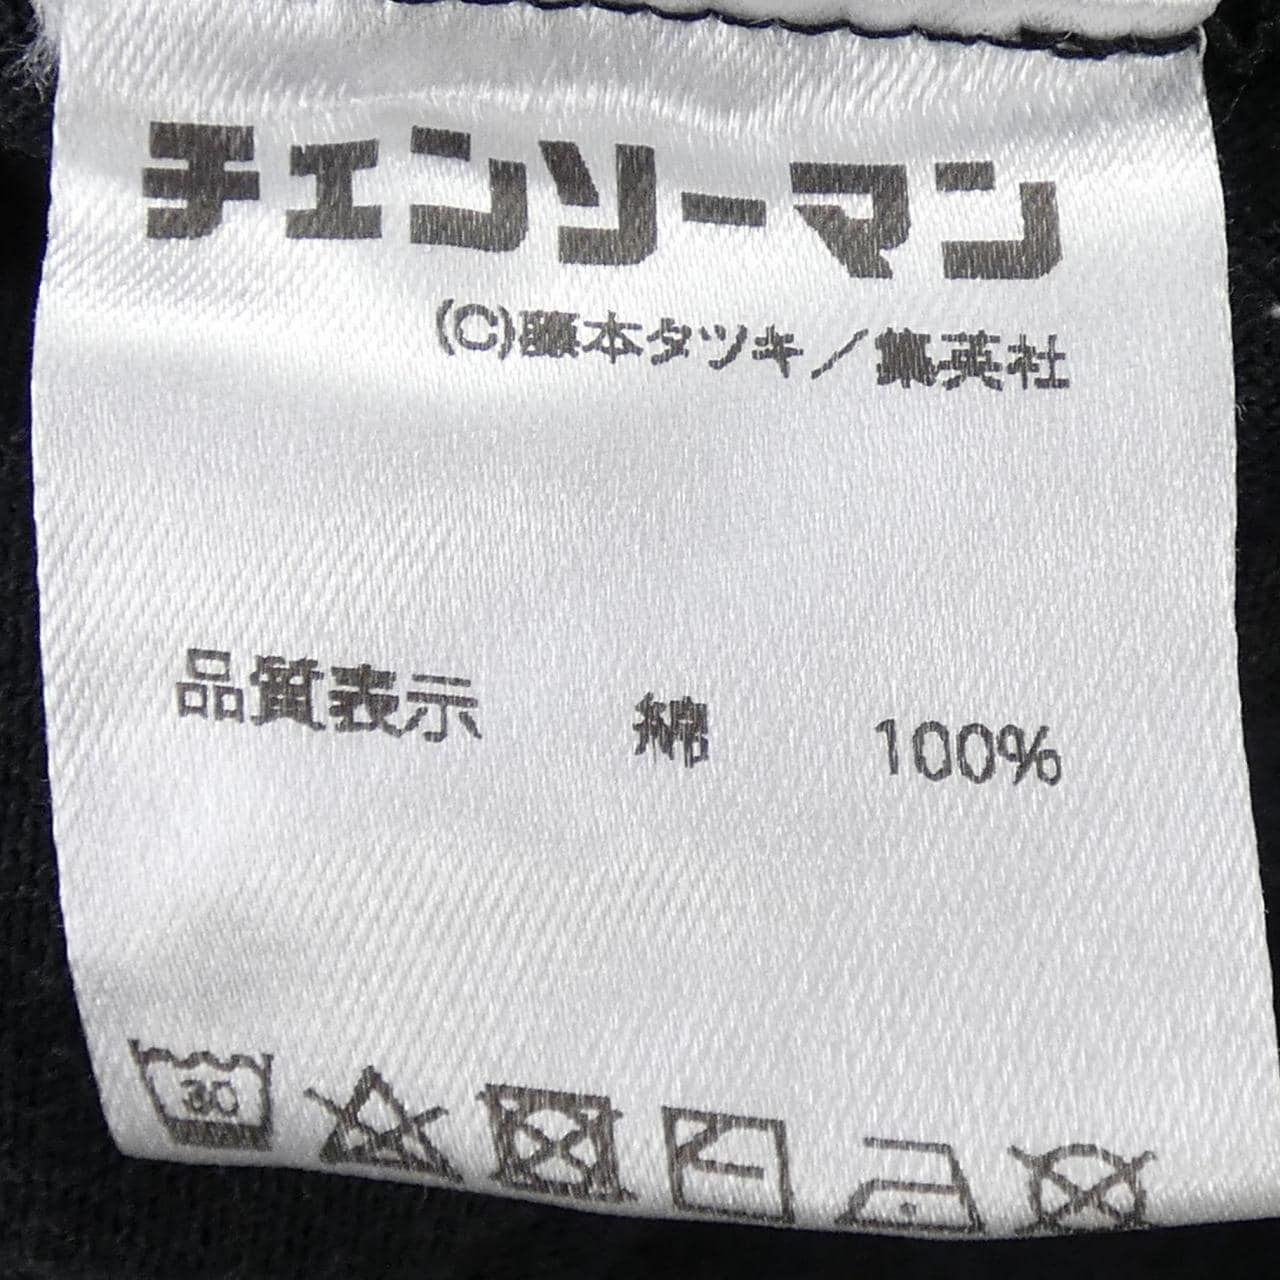 チェンソーマン
(C)藤本タツキ／集英社
品質表示 綿 100%
30